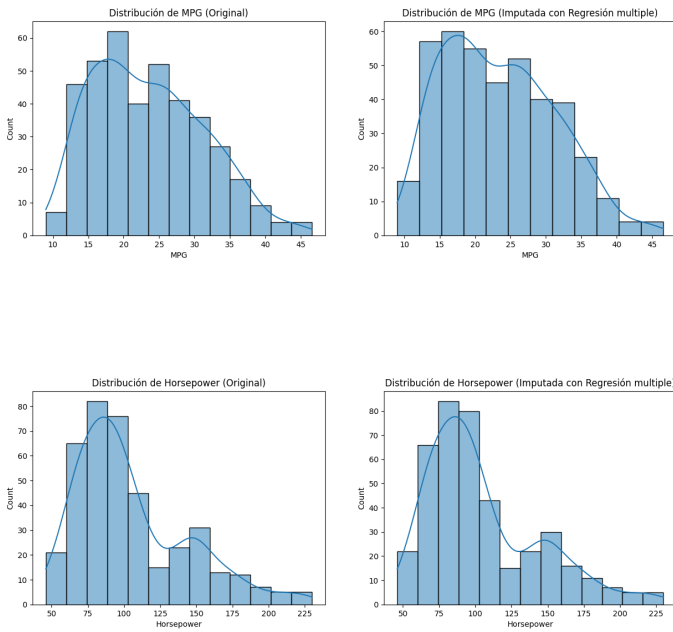 Distribución de MPG (Original)
60
50
40
30
20
10
0
Count
10 15 20 25 30 35 40 45
MPG
Distribución de MPG (Imputada con Regresión multiple)
60
50
40
30
20
10
0
Count
10 15 20 25 30 35 40 45
MPG
Distribución de Horsepower (Original)
80
70
60
50
40
30
20
10
0
Count
50 75 100 125 150 175 200 225
Horsepower
Distribución de Horsepower (Imputada con Regresión multiple)
80
70
60
50
40
30
20
10
0
Count
50 75 100 125 150 175 200 225
Horsepower